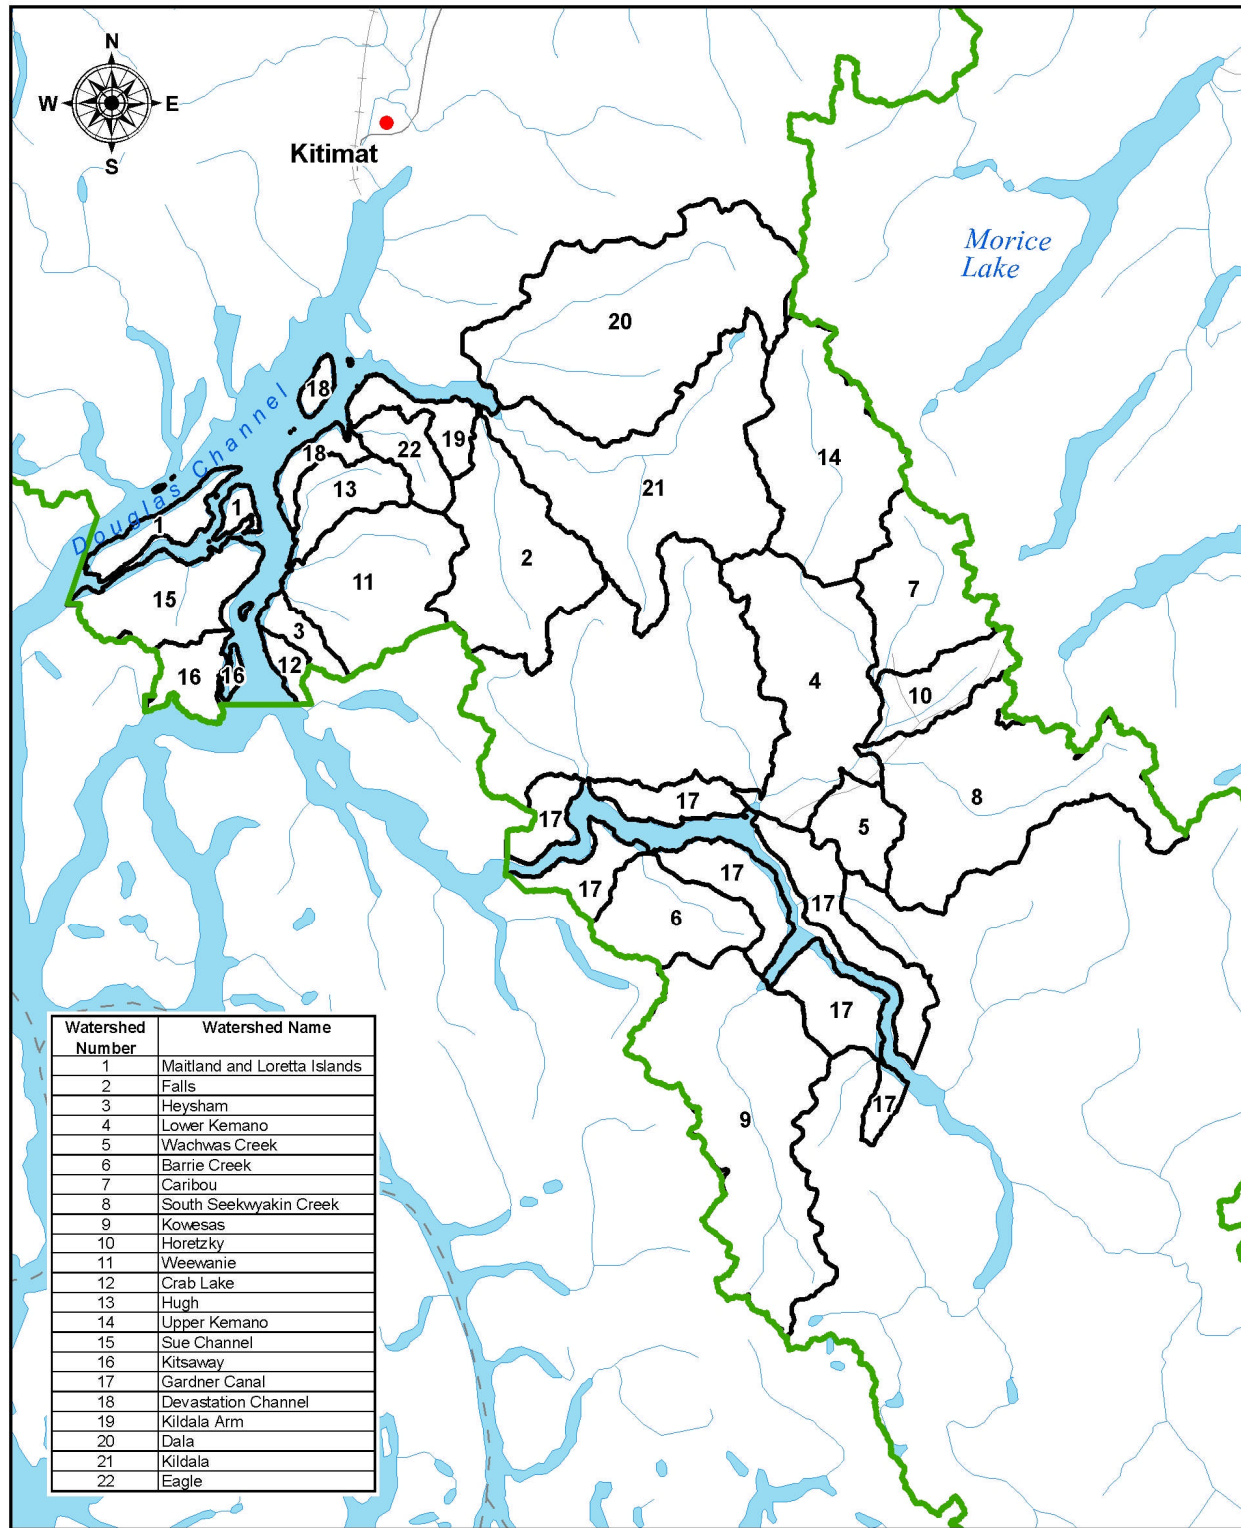 N
W E
S
Kitimat
Morice
Lake
20
18
Douglas Channel
19
22
18
14
13
21
1
1
2
11
7
15
3
12
16
16
4
10
17
17
8
5
17
17
17
6
17
9
17
Watershed Number Watershed Name
1 Maitland and Loretta Islands
2 Falls
3 Heysham
4 Lower Kemano
5 Wachwas Creek
6 Barrie Creek
7 Caribou
8 South Seekwyakin Creek
9 Kowesas
10 Horetzky
11 Weewanie
12 Crab Lake
13 Hugh
14 Upper Kemano
15 Sue Channel
16 Kitsaway
17 Gardner Canal
18 Devastation Channel
19 Kildala Arm
20 Dala
21 Kildala
22 Eagle